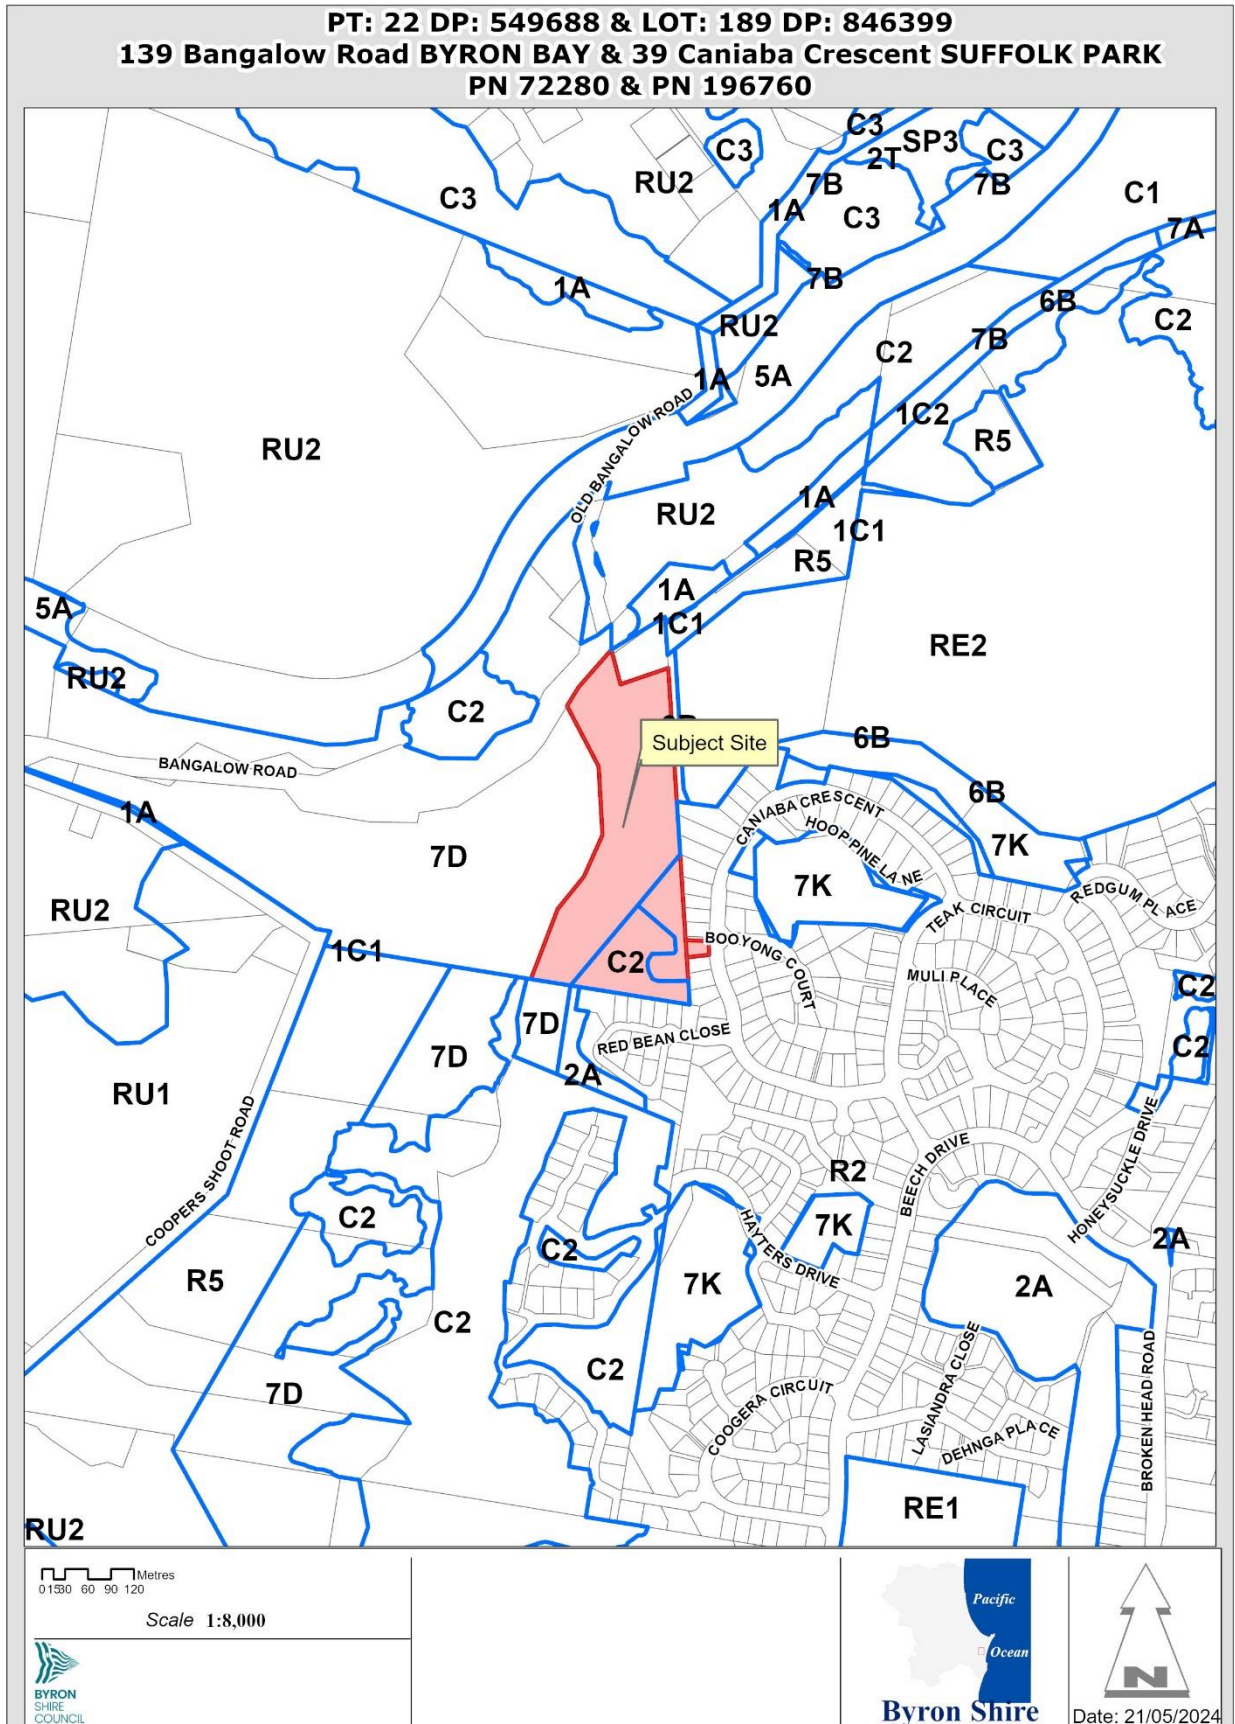 PT: 22 DP: 549688 & LOT: 189 DP: 846399
139 Bangalow Road BYRON BAY & 39 Caniaba Crescent SUFFOLK PARK
PN 72280 & PN 196760
C3
SP3
C3
2T
C3
RU2
7B
7B
C3
C1
1A
C3
7A
7B
1A
6B
C2
RU2
7B
C2
1A
5A
OLD BANGALOW ROAD
1C2
R5
RU2
1A
RU2
1C1
R5
1A
5A
1C1
RE2
RU2
C2
6B
Subject Site
BANGALOW ROAD
6B
1A
CANIABA CRESCENT
HOOP PINE LANE
7K
7D
7K
RU2
REDGUM PLACE
TEAK CIRCUIT
1C1
BOOYONG COURT
C2
MULI PLACE
C2
7D
RED BEAN CLOSE
C2
7D
2A
RU1
COOPERS SHOOT ROAD
BEECH DRIVE
HONEYSUCKLE DRIVE
R2
C2
7K
HAYTERS DRIVE
2A
C2
R5
7K
2A
C2
C2
7D
LASIANDRA CLOSE
BROKEN HEAD ROAD
COOGERA CIRCUIT
DEHNGA PLACE
RE1
RU2
Metres
0 15 30 60 90 120
Scale 1:8,000
BYRON
SHIRE
COUNCIL
Pacific
Ocean
Byron Shire
N
Date: 21/05/2024